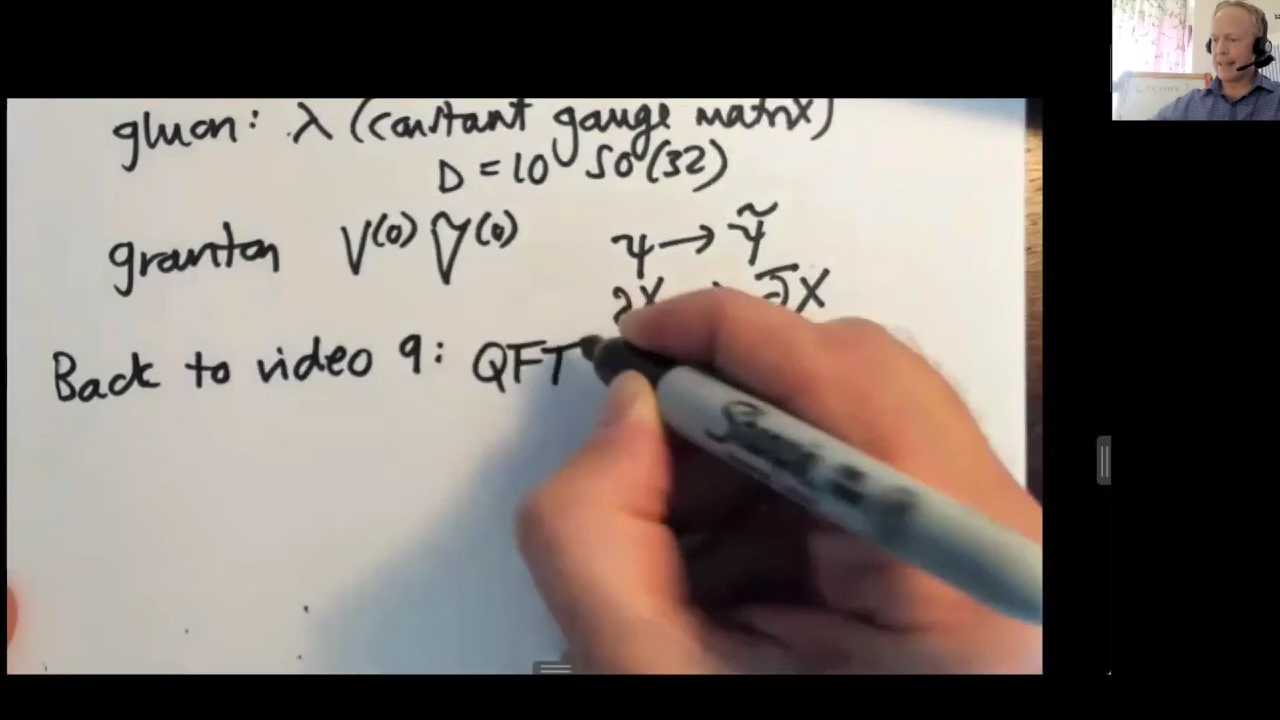 gluon: λ (constant gauge matrix)
D = 10 SO(32)
graviton V⁽⁰⁾ Ṽ⁽⁰⁾ ψ → ψ̃
∂X → ∂̄X
Back to video 9: QFT